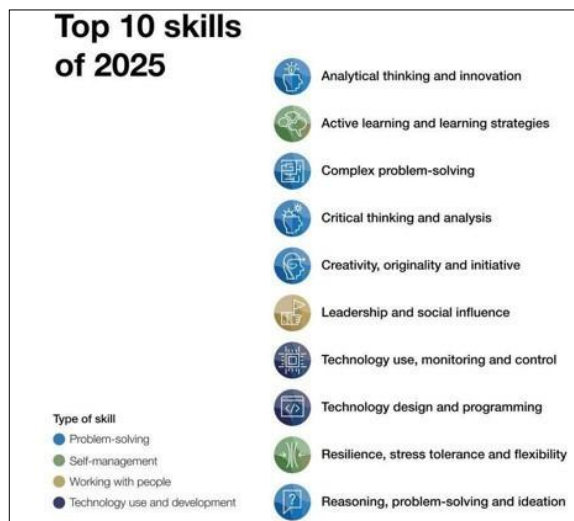 Top 10 skills
of 2025
Analytical thinking and innovation
Active learning and learning strategies
Complex problem-solving
Critical thinking and analysis
Creativity, originality and initiative
Leadership and social influence
Technology use, monitoring and control
Technology design and programming
Resilience, stress tolerance and flexibility
Reasoning, problem-solving and ideation
Type of skill
Problem-solving
Self-management
Working with people
Technology use and development